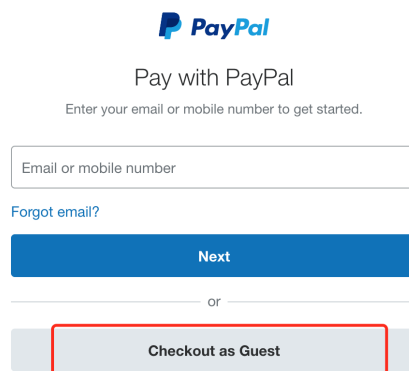 PayPal
Pay with PayPal
Enter your email or mobile number to get started.
Email or mobile number
Forgot email?
Next
or
Checkout as Guest